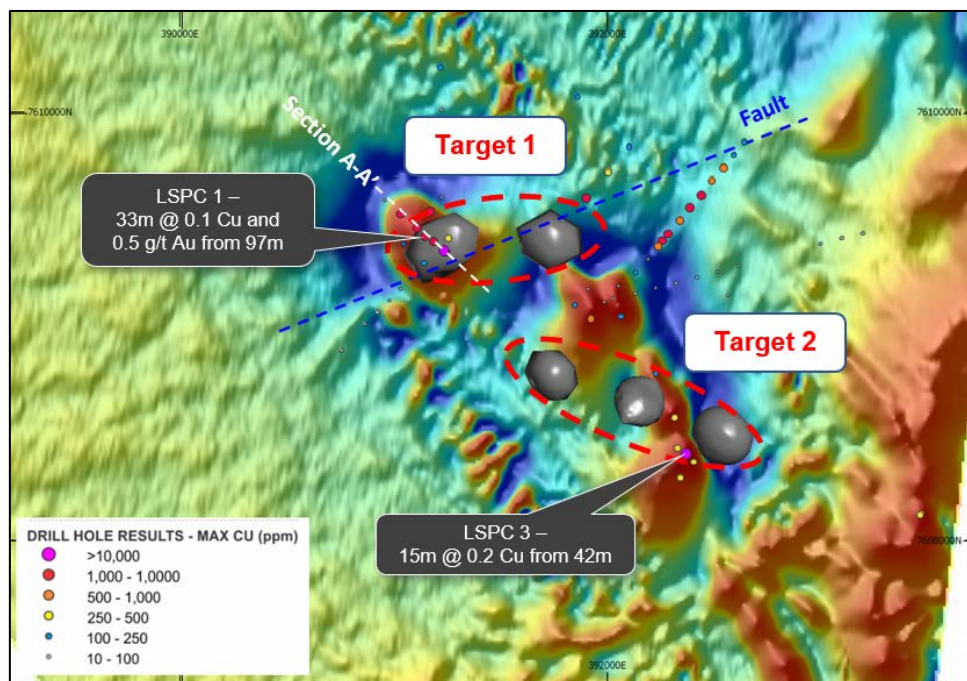 390000E
392000E
7610000N
7610000N
Section A-A'
Target 1
Fault
LSPC 1 –
33m @ 0.1 Cu and
0.5 g/t Au from 97m
Target 2
LSPC 3 –
15m @ 0.2 Cu from 42m
DRILL HOLE RESULTS - MAX CU (ppm)
>10,000
1,000 - 1,0000
500 - 1,000
250 - 500
100 - 250
10 - 100
7608000N
392000E